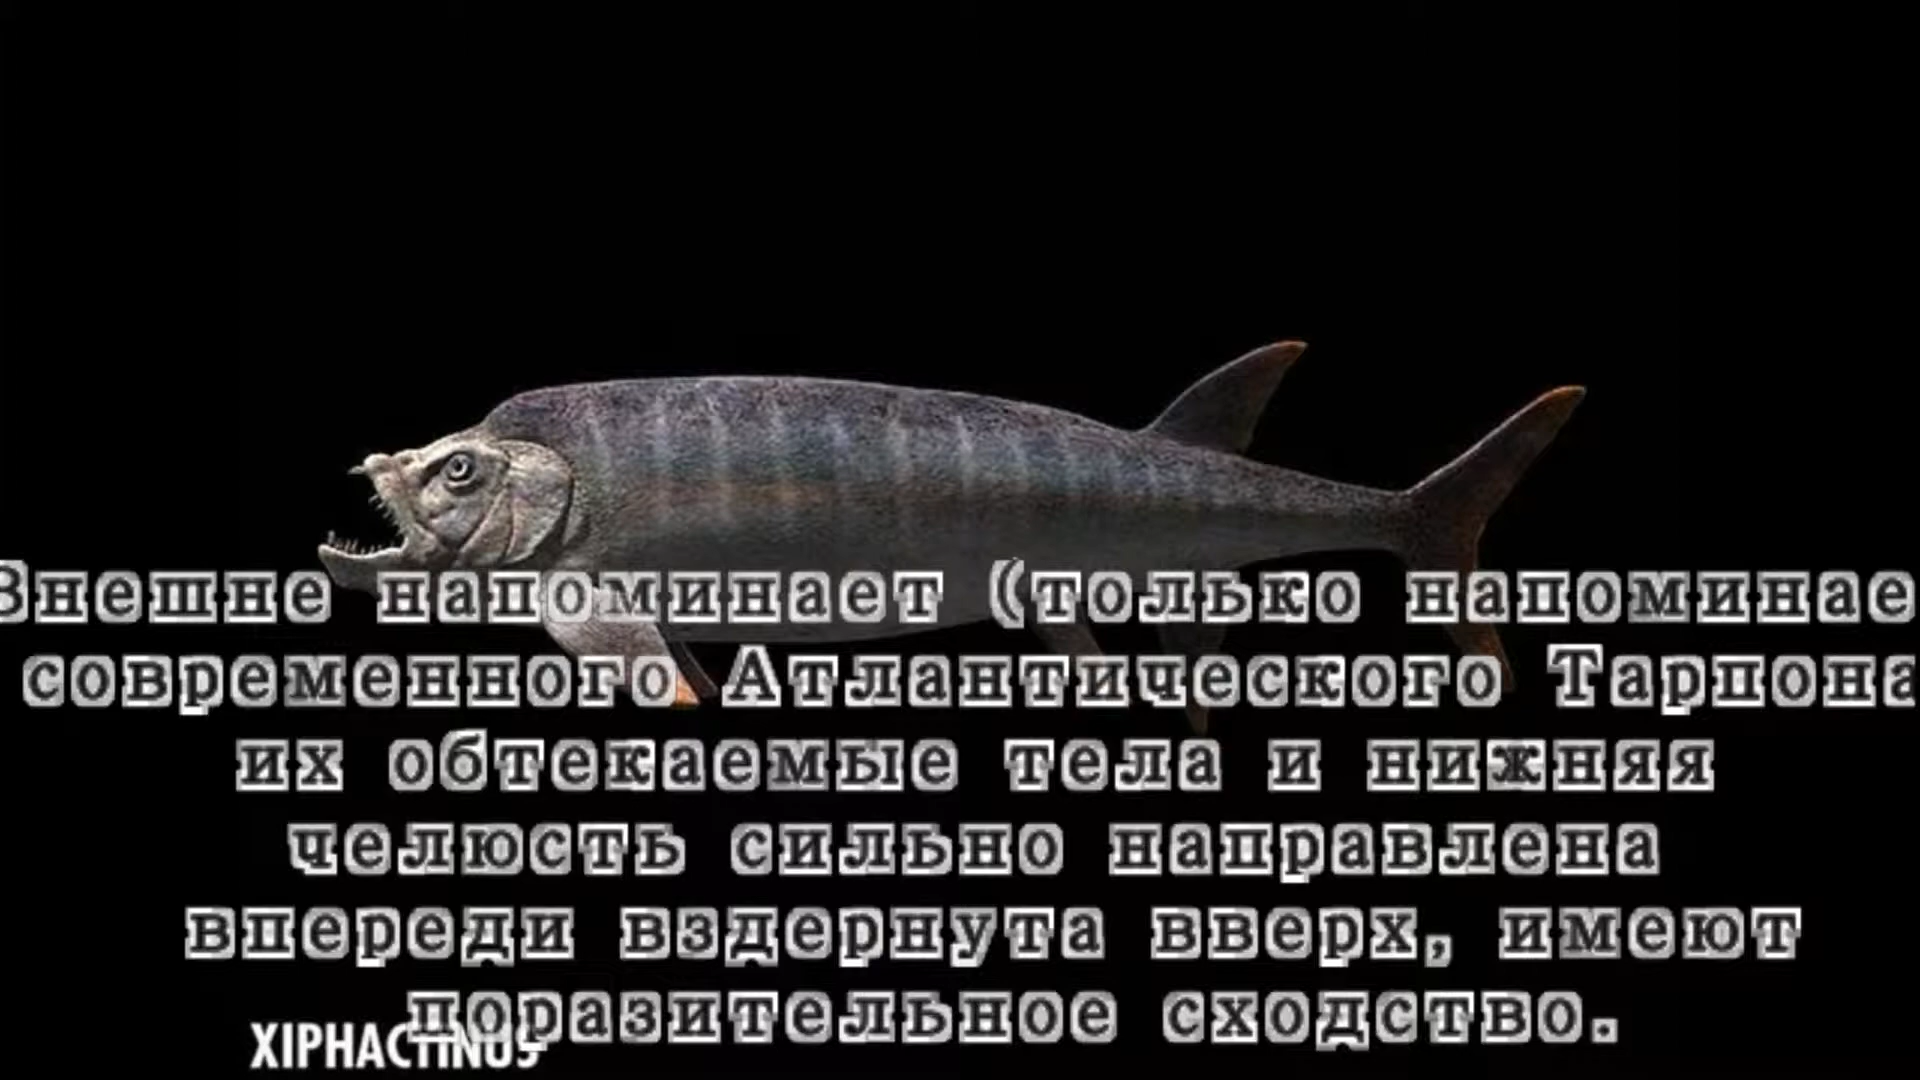 Внешне напоминает (только напоминае
современного Атлантического Тарпона
их обтекаемые тела и нижняя
челюсть сильно направлена
впереди вздернута вверх, имеют
поразительное сходство.
XIPHACTINUS